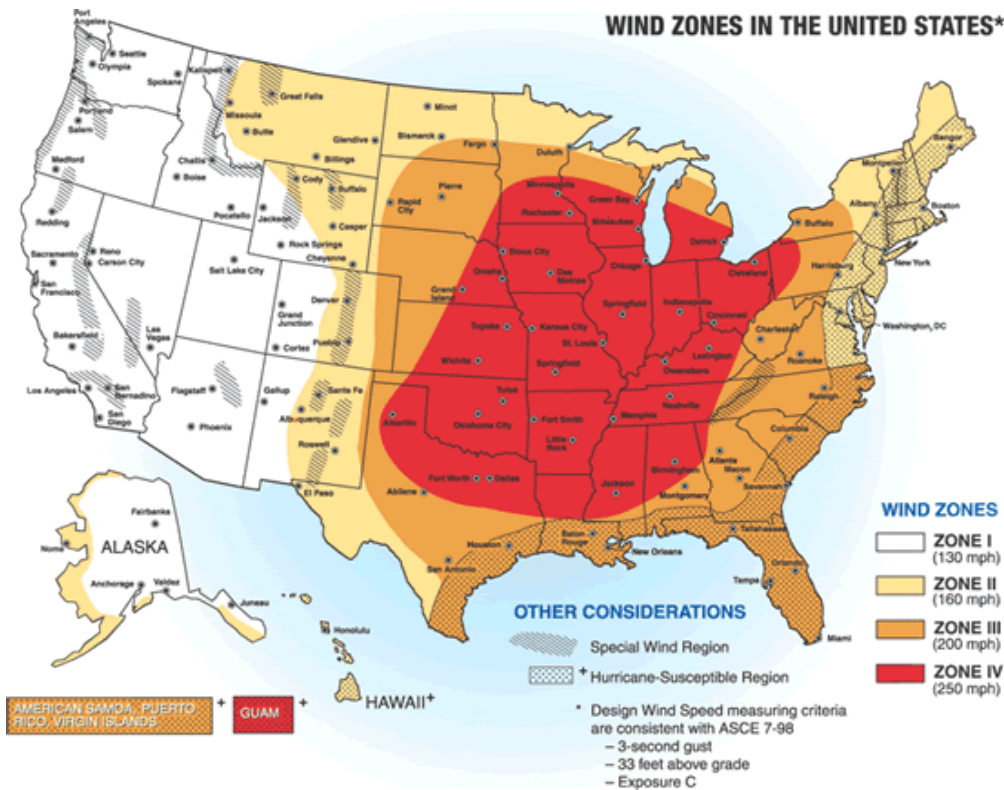 WIND ZONES IN THE UNITED STATES*
Port
Angeles
Seattle
Olympia
Spokane
Kalispell
Great Falls
Missoula
Butte
Glendive
Billings
Minot
Bismarck
Fargo
Duluth
Portland
Salem
Medford
Redding
Challis
Boise
Pocatello
Jackson
Cody
Buffalo
Casper
Rock Springs
Cheyenne
Pierre
Rapid
City
Minneapolis
Rochester
Green Bay
Milwaukee
Chicago
Detroit
Cleveland
Buffalo
Albany
Montpelier
Bangor
Boston
New York
Harrisburg
Washington, DC
Sacramento
San
Francisco
Reno
Carson City
Salt Lake City
Grand
Junction
Cortez
Denver
Pueblo
Bakersfield
Las
Vegas
Los Angeles
San
Bernadino
San
Diego
Flagstaff
Phoenix
Gallup
Sante Fe
Albuquerque
Roswell
El Paso
Sioux City
Omaha
Des
Moines
Grand
Island
Topeka
Kansas City
Wichita
Springfield
St. Louis
Springfield
Indianapolis
Cincinnati
Lexington
Owensboro
Charleston
Roanoke
Raleigh
Columbia
Nashville
Memphis
Tulsa
Oklahoma City
Amarillo
Fort Smith
Little
Rock
Fort Worth
Dallas
Abilene
Jackson
Birmingham
Montgomery
Atlanta
Macon
Savannah
Tallahassee
Orlando
Tampa
Miami
Houston
San Antonio
Baton
Rouge
New Orleans
Fairbanks
Nome
ALASKA
Anchorage
Valdez
Juneau
Honolulu
HAWAII+
AMERICAN SAMOA, PUERTO
RICO, VIRGIN ISLANDS
+
GUAM
+
OTHER CONSIDERATIONS
Special Wind Region
+ Hurricane-Susceptible Region
* Design Wind Speed measuring criteria
are consistent with ASCE 7-98
– 3-second gust
– 33 feet above grade
– Exposure C
WIND ZONES
ZONE I
(130 mph)
ZONE II
(160 mph)
ZONE III
(200 mph)
ZONE IV
(250 mph)